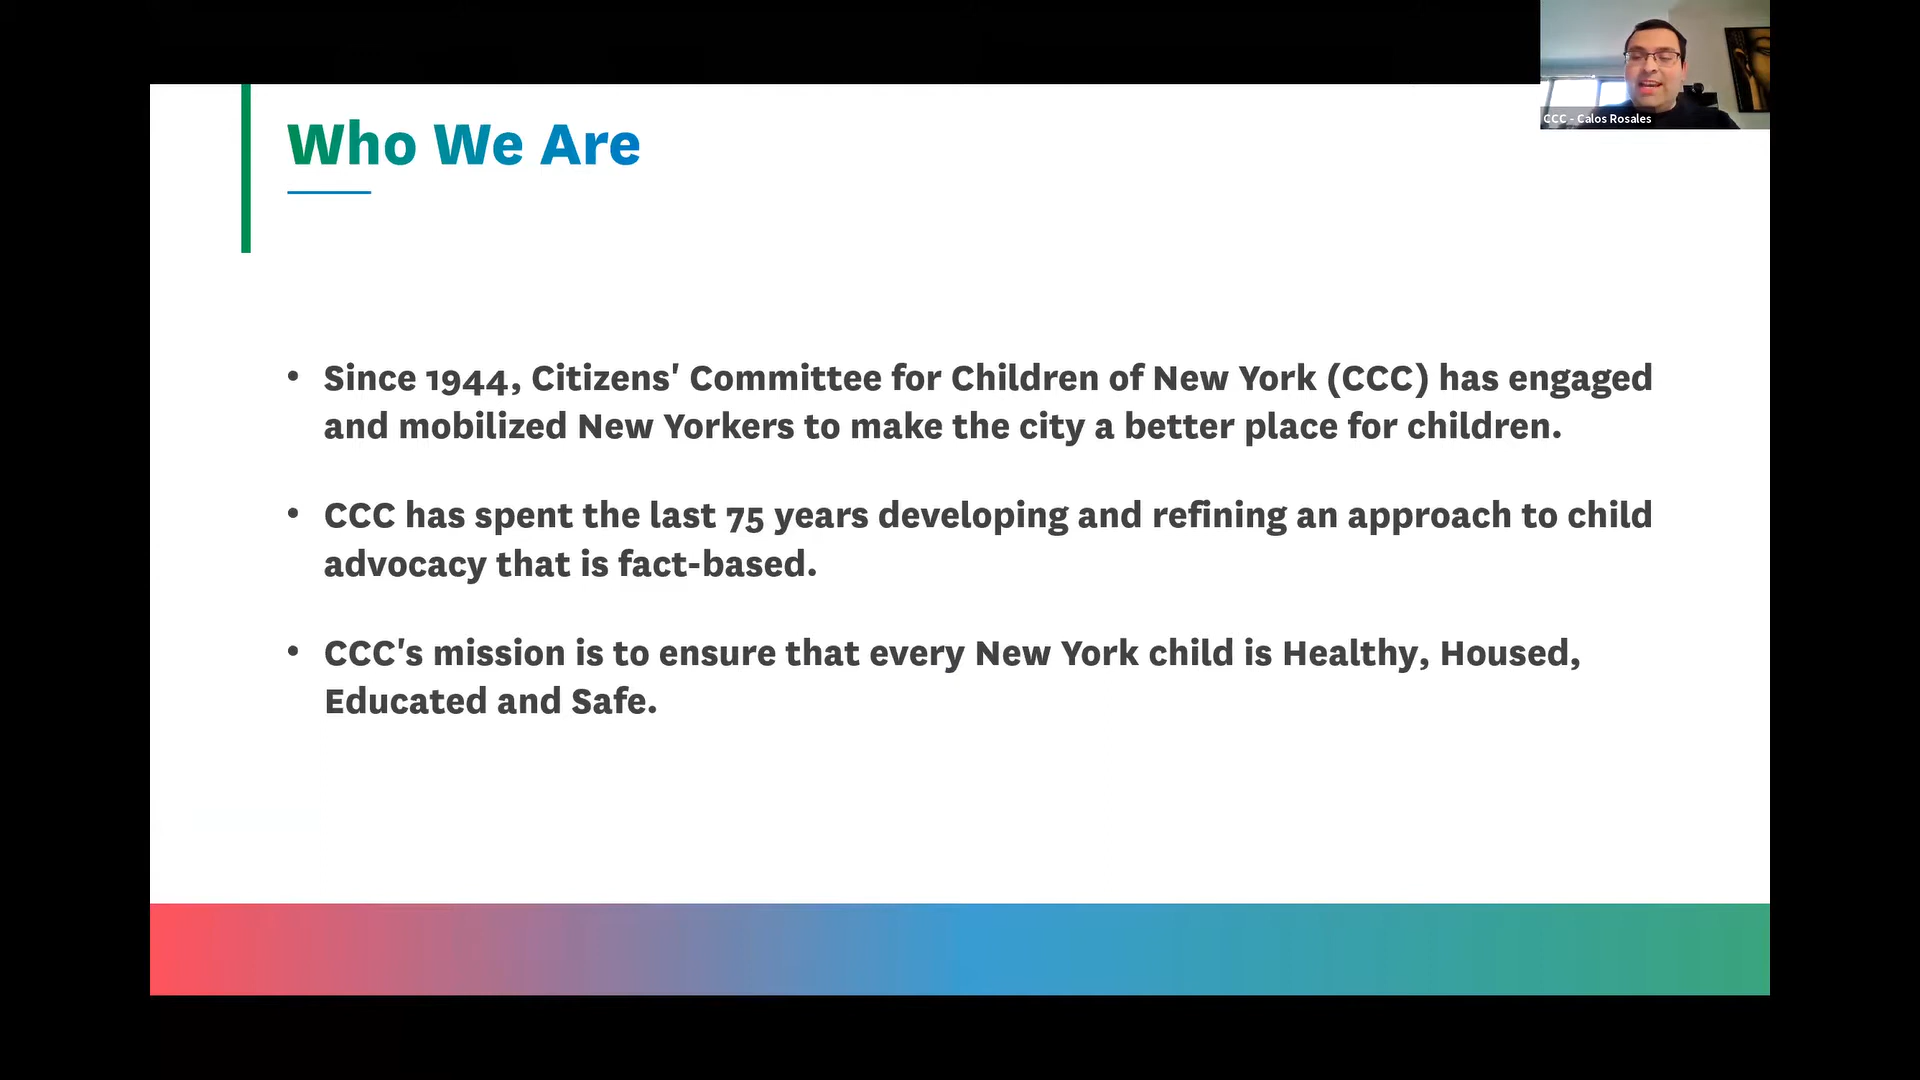 Who We Are
CCC - Calos Rosales
• Since 1944, Citizens' Committee for Children of New York (CCC) has engaged
and mobilized New Yorkers to make the city a better place for children.
• CCC has spent the last 75 years developing and refining an approach to child
advocacy that is fact-based.
• CCC's mission is to ensure that every New York child is Healthy, Housed,
Educated and Safe.